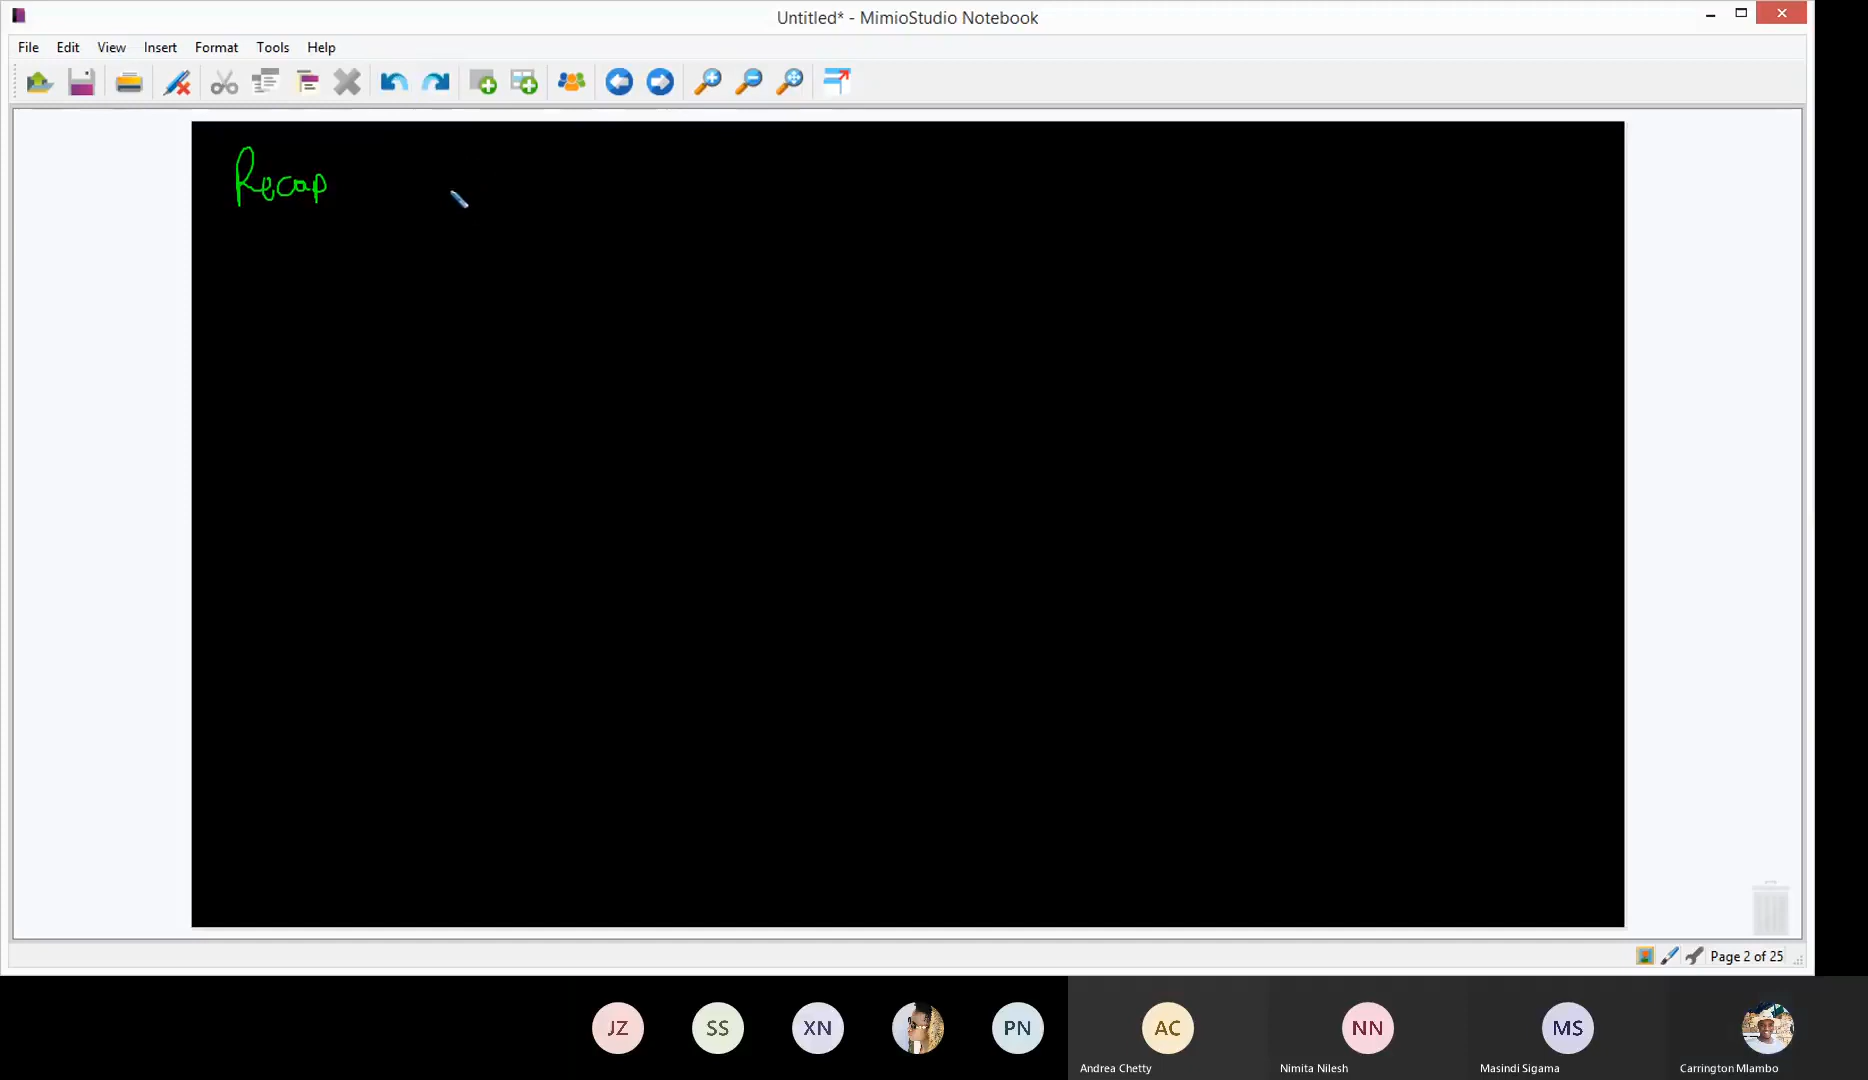 Untitled* - MimioStudio Notebook
File Edit View Insert Format Tools Help
Recap
Page 2 of 25
JZ SS XN PN AC NN MS
Andrea Chetty Nimita Nilesh Masindi Sigama Carrington Mlambo